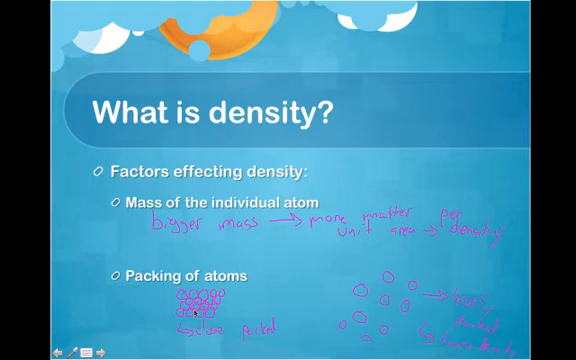 What is density?
Factors effecting density:
Mass of the individual atom
bigger mass → more matter per
unit area → density
Packing of atoms
→ loosely
packed
↳ close packed
↳ lower density